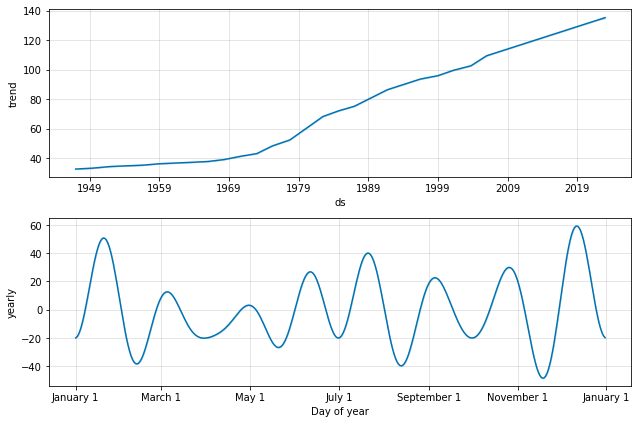 140
120
100
80
60
40
trend
1949 1959 1969 1979 1989 1999 2009 2019
ds
60
40
20
0
−20
−40
yearly
January 1 March 1 May 1 July 1 September 1 November 1 January 1
Day of year